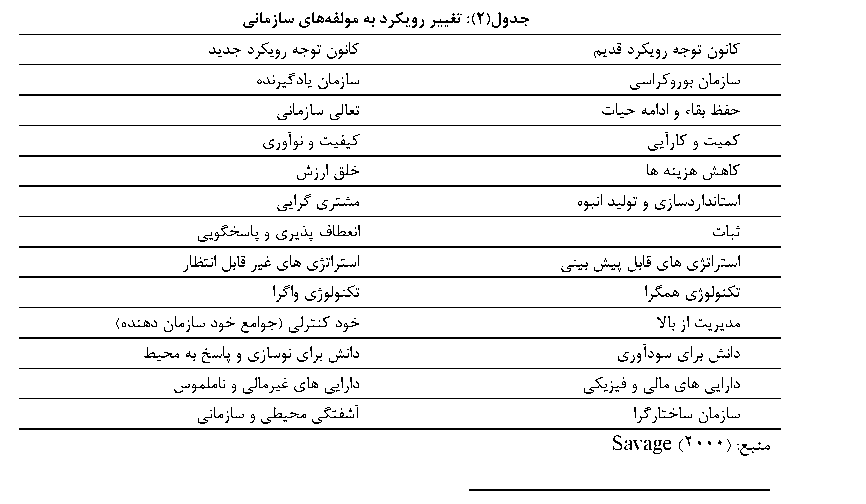 جدول(۲): تغییر رویکرد به مولفه‌های سازمانی
کانون توجه رویکرد قدیم کانون توجه رویکرد جدید
سازمان بوروکراسی سازمان یادگیرنده
حفظ بقاء و ادامه حیات تعالی سازمانی
کمیت و کارآیی کیفیت و نوآوری
کاهش هزینه ها خلق ارزش
استانداردسازی و تولید انبوه مشتری گرایی
ثبات انعطاف پذیری و پاسخگویی
استراتژی های قابل پیش بینی استراتژی های غیر قابل انتظار
تکنولوژی همگرا تکنولوژی واگرا
مدیریت از بالا خود کنترلی (جوامع خود سازمان دهنده)
دانش برای سودآوری دانش برای نوسازی و پاسخ به محیط
دارایی های مالی و فیزیکی دارایی های غیرمالی و ناملموس
سازمان ساختارگرا آشفتگی محیطی و سازمانی
منبع: Savage (۲۰۰۰)